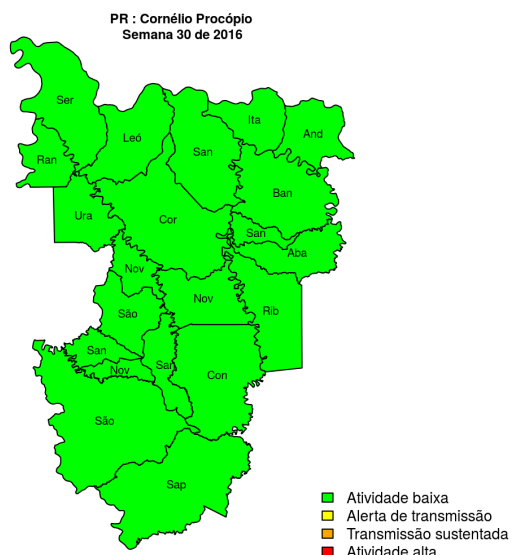 PR : Cornélio Procópio
Semana 30 de 2016
Ser
Leó
Ita
And
San
Ran
Ban
Ura
Cor
San
Aba
Nov
Nov
São
Rib
San
San
Nov
Con
São
Sap
Atividade baixa
Alerta de transmissão
Transmissão sustentada
Atividade alta